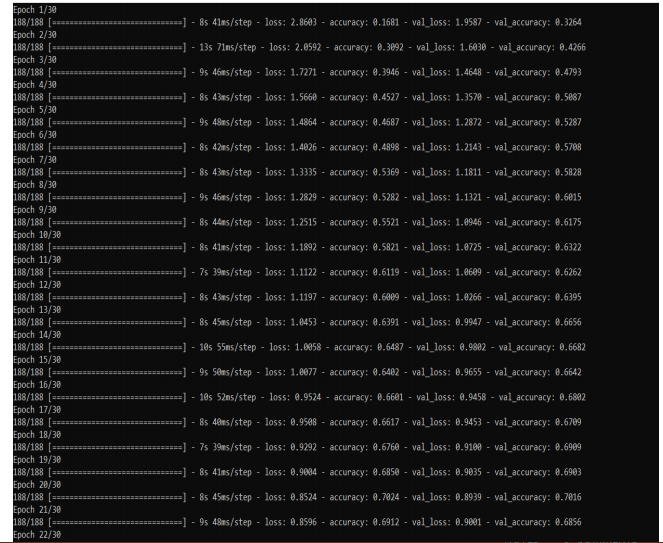 Epoch 1/30
188/188 [==============================] - 8s 41ms/step - loss: 2.8603 - accuracy: 0.1681 - val_loss: 1.9587 - val_accuracy: 0.3264
Epoch 2/30
188/188 [==============================] - 13s 71ms/step - loss: 2.0592 - accuracy: 0.3092 - val_loss: 1.6030 - val_accuracy: 0.4266
Epoch 3/30
188/188 [==============================] - 9s 46ms/step - loss: 1.7271 - accuracy: 0.3946 - val_loss: 1.4648 - val_accuracy: 0.4793
Epoch 4/30
188/188 [==============================] - 8s 43ms/step - loss: 1.5660 - accuracy: 0.4527 - val_loss: 1.3570 - val_accuracy: 0.5087
Epoch 5/30
188/188 [==============================] - 9s 48ms/step - loss: 1.4864 - accuracy: 0.4687 - val_loss: 1.2872 - val_accuracy: 0.5287
Epoch 6/30
188/188 [==============================] - 8s 42ms/step - loss: 1.4026 - accuracy: 0.4898 - val_loss: 1.2143 - val_accuracy: 0.5708
Epoch 7/30
188/188 [==============================] - 8s 43ms/step - loss: 1.3335 - accuracy: 0.5369 - val_loss: 1.1811 - val_accuracy: 0.5828
Epoch 8/30
188/188 [==============================] - 9s 46ms/step - loss: 1.2829 - accuracy: 0.5282 - val_loss: 1.1321 - val_accuracy: 0.6015
Epoch 9/30
188/188 [==============================] - 8s 44ms/step - loss: 1.2515 - accuracy: 0.5521 - val_loss: 1.0946 - val_accuracy: 0.6175
Epoch 10/30
188/188 [==============================] - 8s 41ms/step - loss: 1.1892 - accuracy: 0.5821 - val_loss: 1.0725 - val_accuracy: 0.6322
Epoch 11/30
188/188 [==============================] - 7s 39ms/step - loss: 1.1122 - accuracy: 0.6119 - val_loss: 1.0609 - val_accuracy: 0.6262
Epoch 12/30
188/188 [==============================] - 8s 43ms/step - loss: 1.1197 - accuracy: 0.6009 - val_loss: 1.0266 - val_accuracy: 0.6395
Epoch 13/30
188/188 [==============================] - 8s 45ms/step - loss: 1.0453 - accuracy: 0.6391 - val_loss: 0.9947 - val_accuracy: 0.6656
Epoch 14/30
188/188 [==============================] - 10s 55ms/step - loss: 1.0058 - accuracy: 0.6487 - val_loss: 0.9802 - val_accuracy: 0.6682
Epoch 15/30
188/188 [==============================] - 9s 50ms/step - loss: 1.0077 - accuracy: 0.6402 - val_loss: 0.9655 - val_accuracy: 0.6642
Epoch 16/30
188/188 [==============================] - 10s 52ms/step - loss: 0.9524 - accuracy: 0.6601 - val_loss: 0.9458 - val_accuracy: 0.6802
Epoch 17/30
188/188 [==============================] - 8s 40ms/step - loss: 0.9508 - accuracy: 0.6617 - val_loss: 0.9453 - val_accuracy: 0.6709
Epoch 18/30
188/188 [==============================] - 7s 39ms/step - loss: 0.9292 - accuracy: 0.6760 - val_loss: 0.9100 - val_accuracy: 0.6909
Epoch 19/30
188/188 [==============================] - 8s 41ms/step - loss: 0.9004 - accuracy: 0.6850 - val_loss: 0.9035 - val_accuracy: 0.6903
Epoch 20/30
188/188 [==============================] - 8s 45ms/step - loss: 0.8524 - accuracy: 0.7024 - val_loss: 0.8939 - val_accuracy: 0.7016
Epoch 21/30
188/188 [==============================] - 9s 48ms/step - loss: 0.8596 - accuracy: 0.6912 - val_loss: 0.9001 - val_accuracy: 0.6856
Epoch 22/30